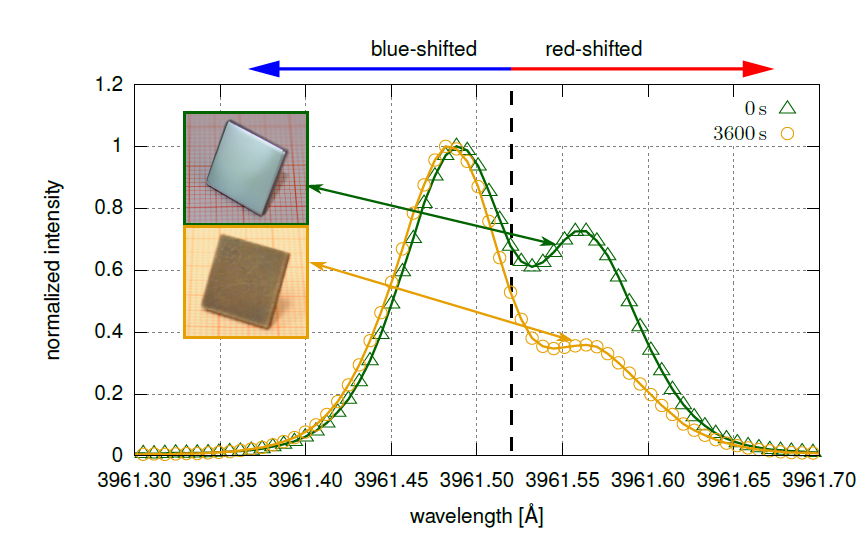 blue-shifted red-shifted
1.2
0 s
3600 s
1
0.8
0.6
0.4
0.2
0
normalized intensity
3961.30 3961.35 3961.40 3961.45 3961.50 3961.55 3961.60 3961.65 3961.70
wavelength [Å]